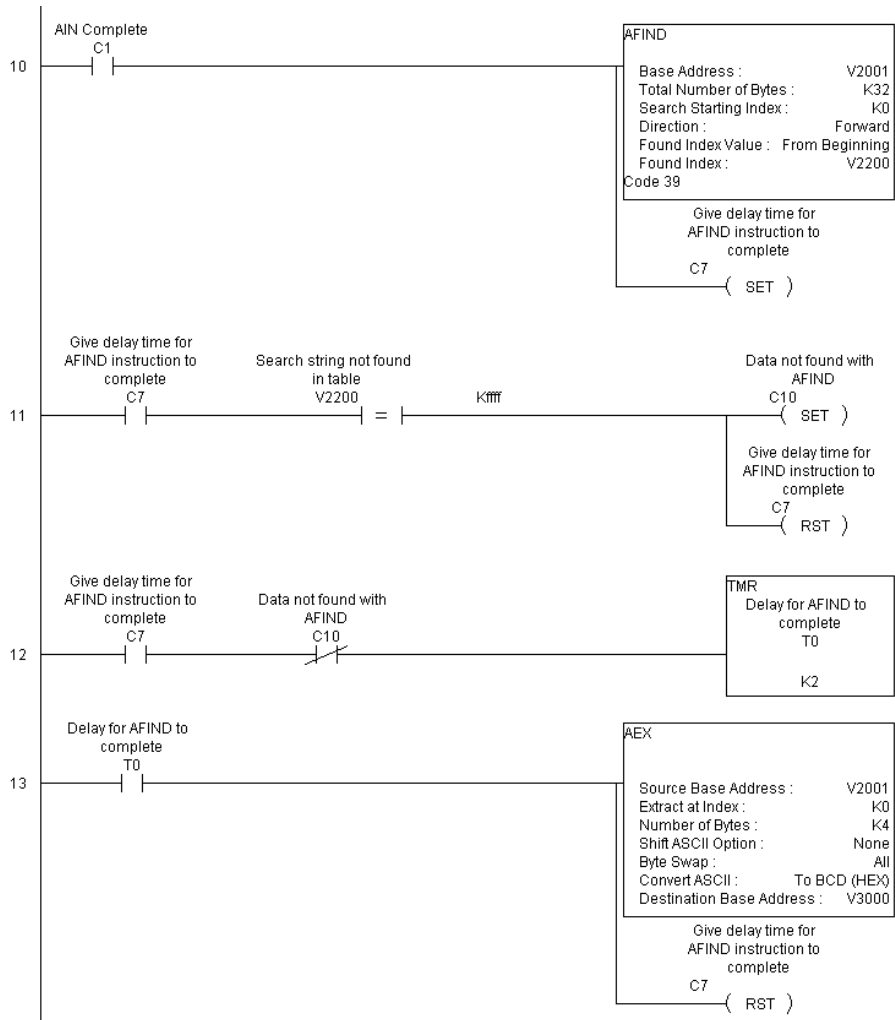 AIN Complete
C1
10
AFIND
Base Address : V2001
Total Number of Bytes : K32
Search Starting Index : K0
Direction : Forward
Found Index Value : From Beginning
Found Index : V2200
Code 39
Give delay time for
AFIND instruction to
complete
C7
SET
Give delay time for
AFIND instruction to
complete
C7
Search string not found
in table
V2200
=
Kffff
Data not found with
AFIND
C10
11
SET
Give delay time for
AFIND instruction to
complete
C7
RST
Give delay time for
AFIND instruction to
complete
C7
Data not found with
AFIND
C10
12
TMR
Delay for AFIND to
complete
T0
K2
Delay for AFIND to
complete
T0
13
AEX
Source Base Address : V2001
Extract at Index : K0
Number of Bytes : K4
Shift ASCII Option : None
Byte Swap : All
Convert ASCII : To BCD (HEX)
Destination Base Address : V3000
Give delay time for
AFIND instruction to
complete
C7
RST